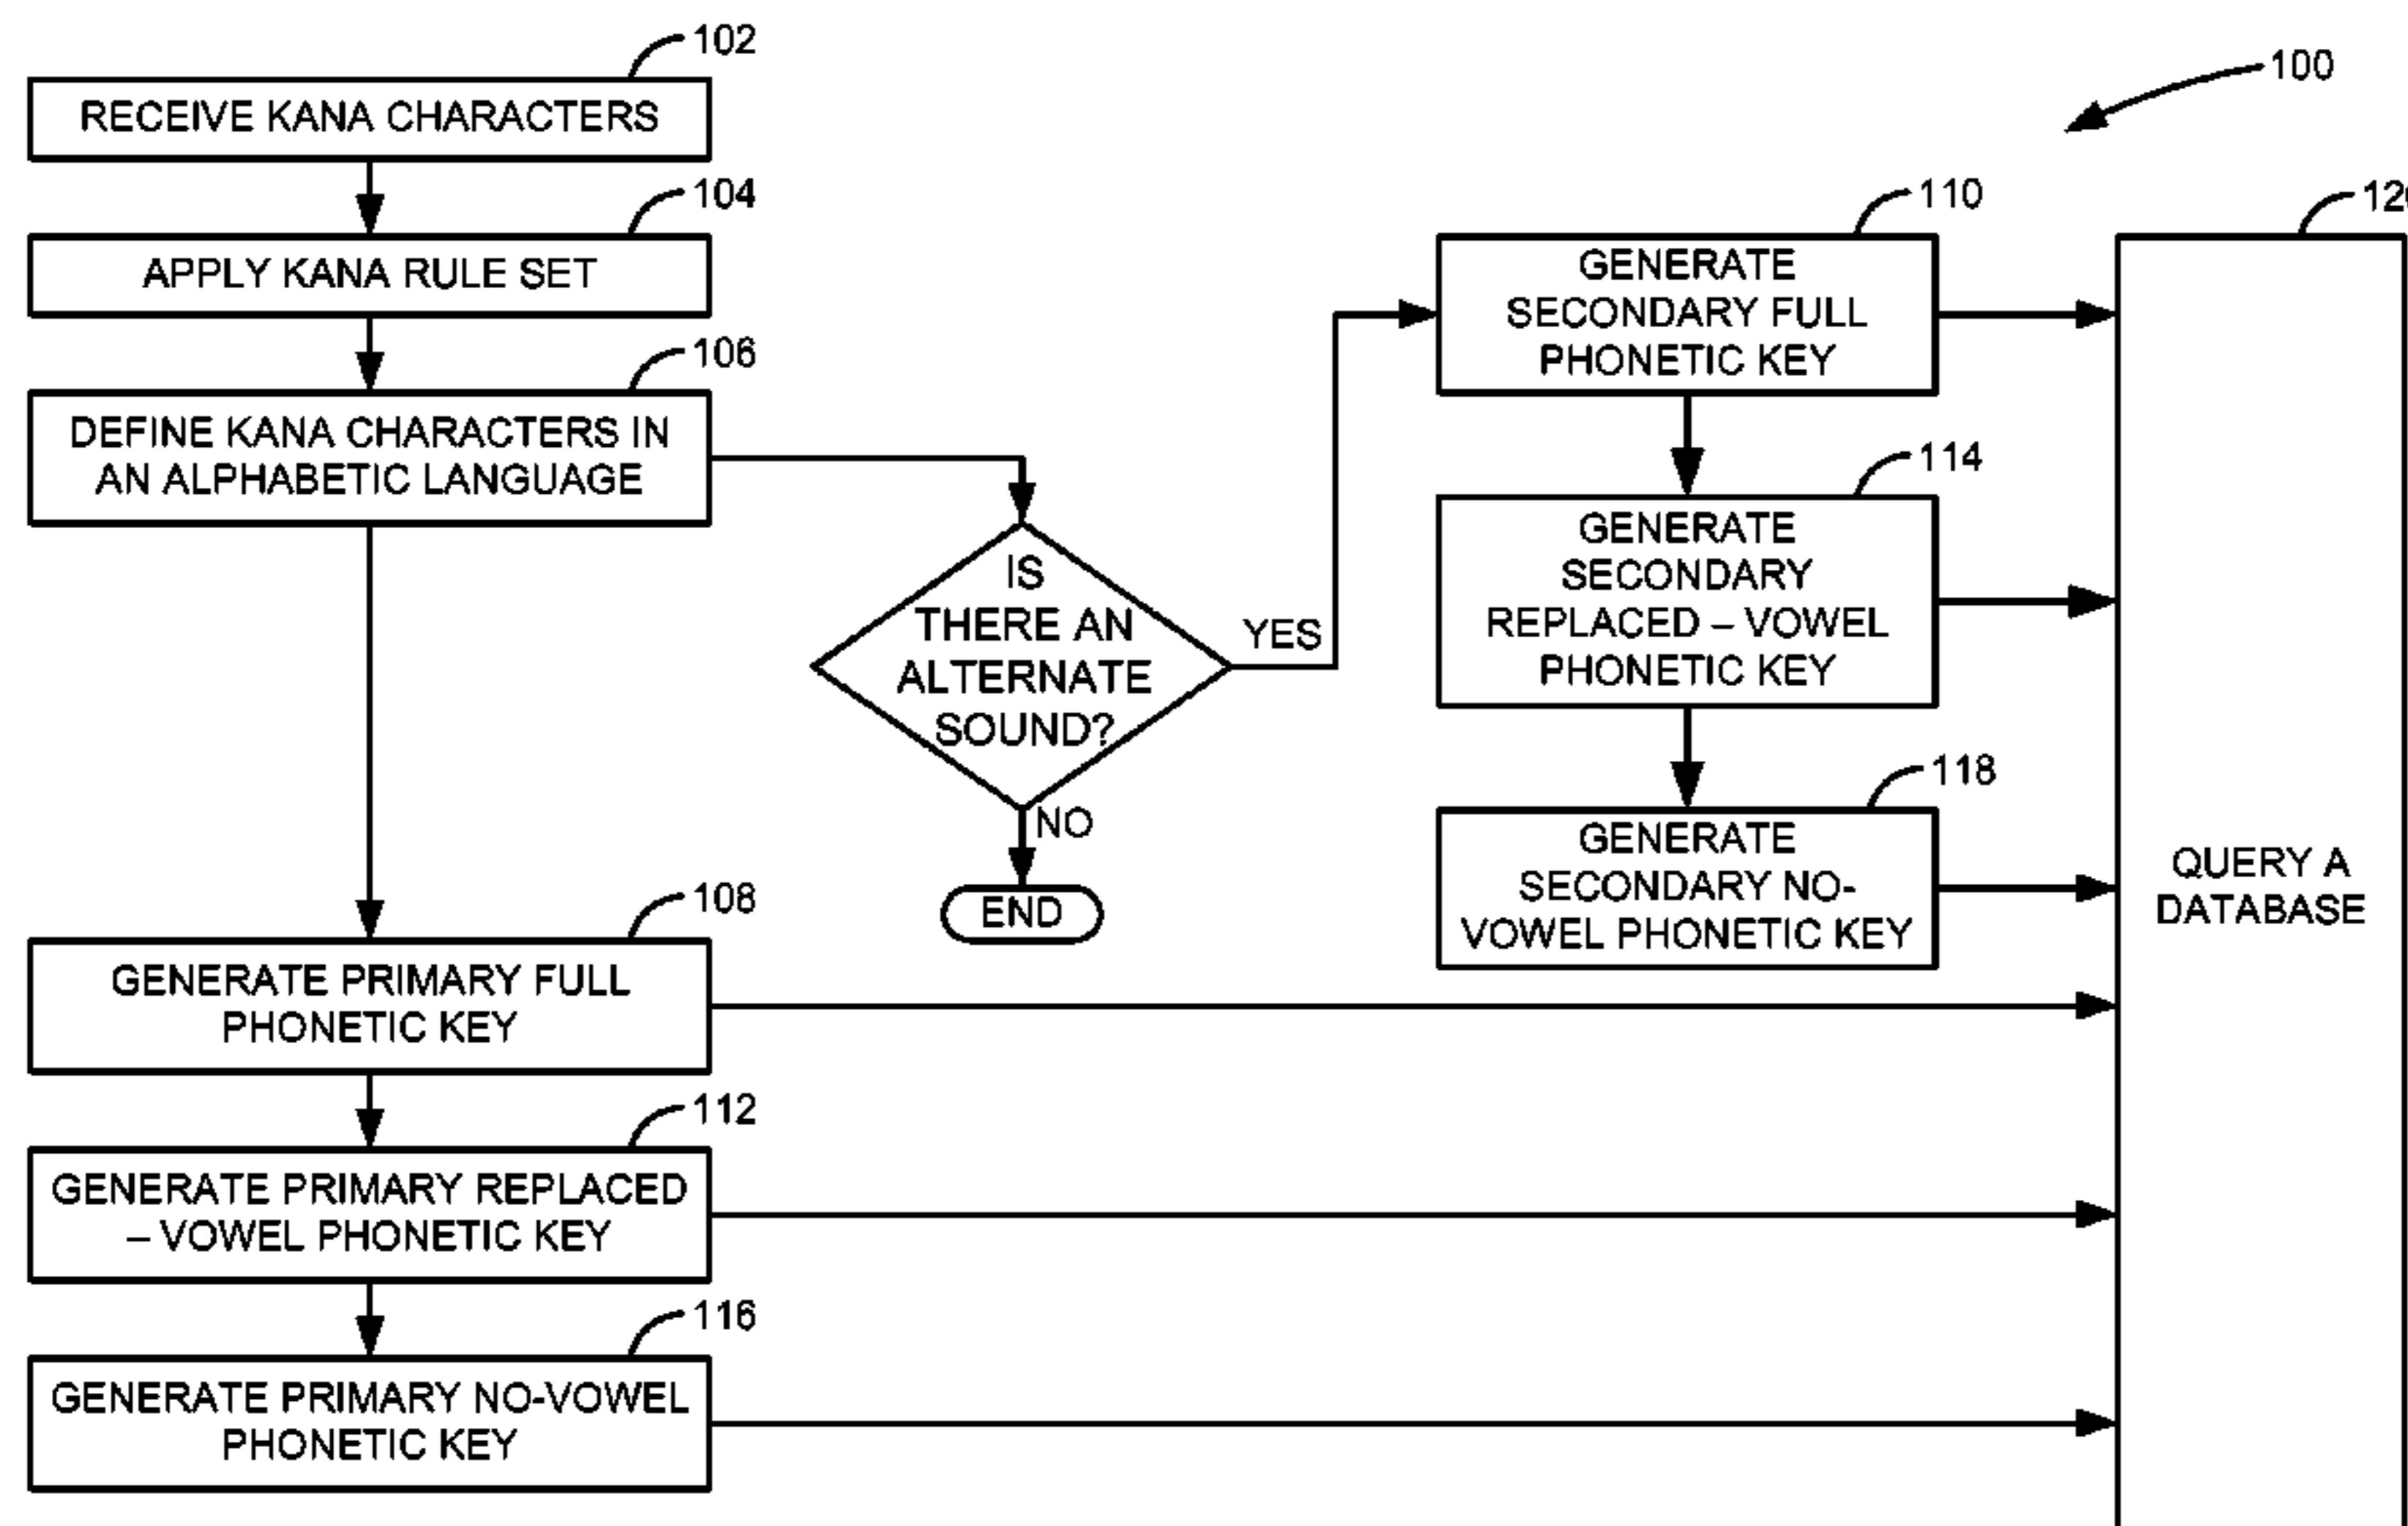 102
RECEIVE KANA CHARACTERS
104
APPLY KANA RULE SET
106
DEFINE KANA CHARACTERS IN
AN ALPHABETIC LANGUAGE
IS
THERE AN
ALTERNATE
SOUND?
YES
NO
END
100
110
GENERATE
SECONDARY FULL
PHONETIC KEY
114
GENERATE
SECONDARY
REPLACED – VOWEL
PHONETIC KEY
118
GENERATE
SECONDARY NO-
VOWEL PHONETIC KEY
QUERY A
DATABASE
108
GENERATE PRIMARY FULL
PHONETIC KEY
112
GENERATE PRIMARY REPLACED
– VOWEL PHONETIC KEY
116
GENERATE PRIMARY NO-VOWEL
PHONETIC KEY